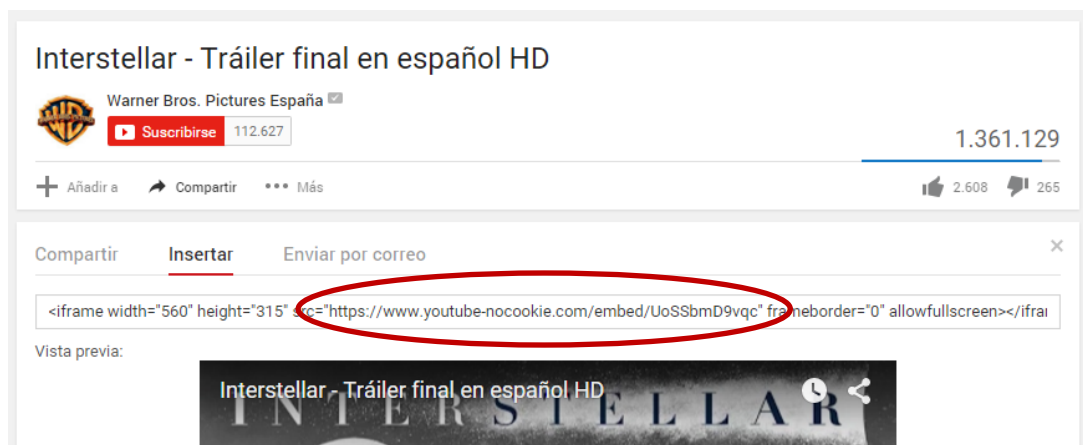 Interstellar - Tráiler final en español HD
Warner Bros. Pictures España
Suscribirse 112.627
1.361.129
Añadir a Compartir Más 2.608 265
Compartir Insertar Enviar por correo
<iframe width="560" height="315" src="https://www.youtube-nocookie.com/embed/UoSSbmD9vqc" frameborder="0" allowfullscreen></ifra
Vista previa:
Interstellar - Tráiler final en español HD
INTERSTELLAR